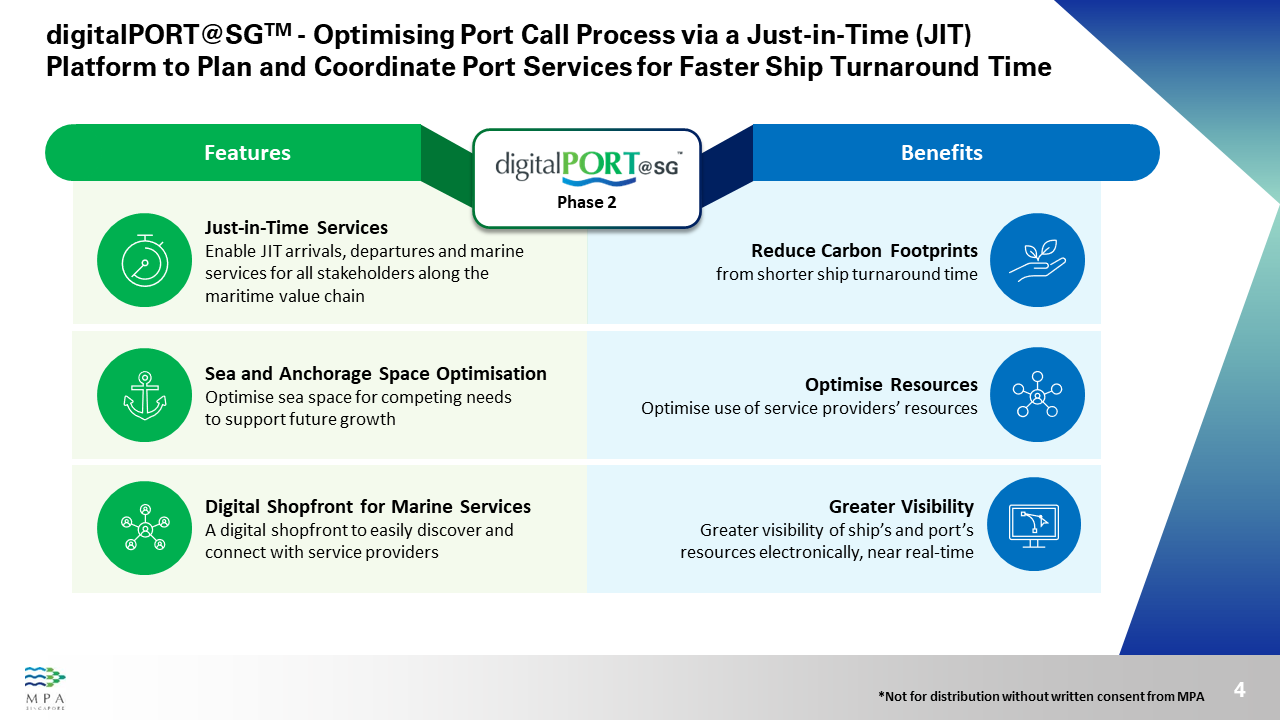 digitalPORT@SG™ - Optimising Port Call Process via a Just-in-Time (JIT)
Platform to Plan and Coordinate Port Services for Faster Ship Turnaround Time
Features
digitalPORT@SG™
Phase 2
Benefits
Just-in-Time Services
Enable JIT arrivals, departures and marine
services for all stakeholders along the
maritime value chain
Reduce Carbon Footprints
from shorter ship turnaround time
Sea and Anchorage Space Optimisation
Optimise sea space for competing needs
to support future growth
Optimise Resources
Optimise use of service providers’ resources
Digital Shopfront for Marine Services
A digital shopfront to easily discover and
connect with service providers
Greater Visibility
Greater visibility of ship’s and port’s
resources electronically, near real-time
MPA
SINGAPORE
*Not for distribution without written consent from MPA
4